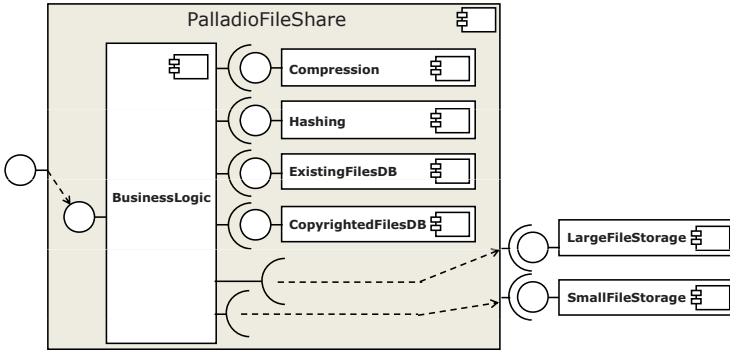 PalladioFileShare
Compression
Hashing
ExistingFilesDB
BusinessLogic
CopyrightedFilesDB
LargeFileStorage
SmallFileStorage